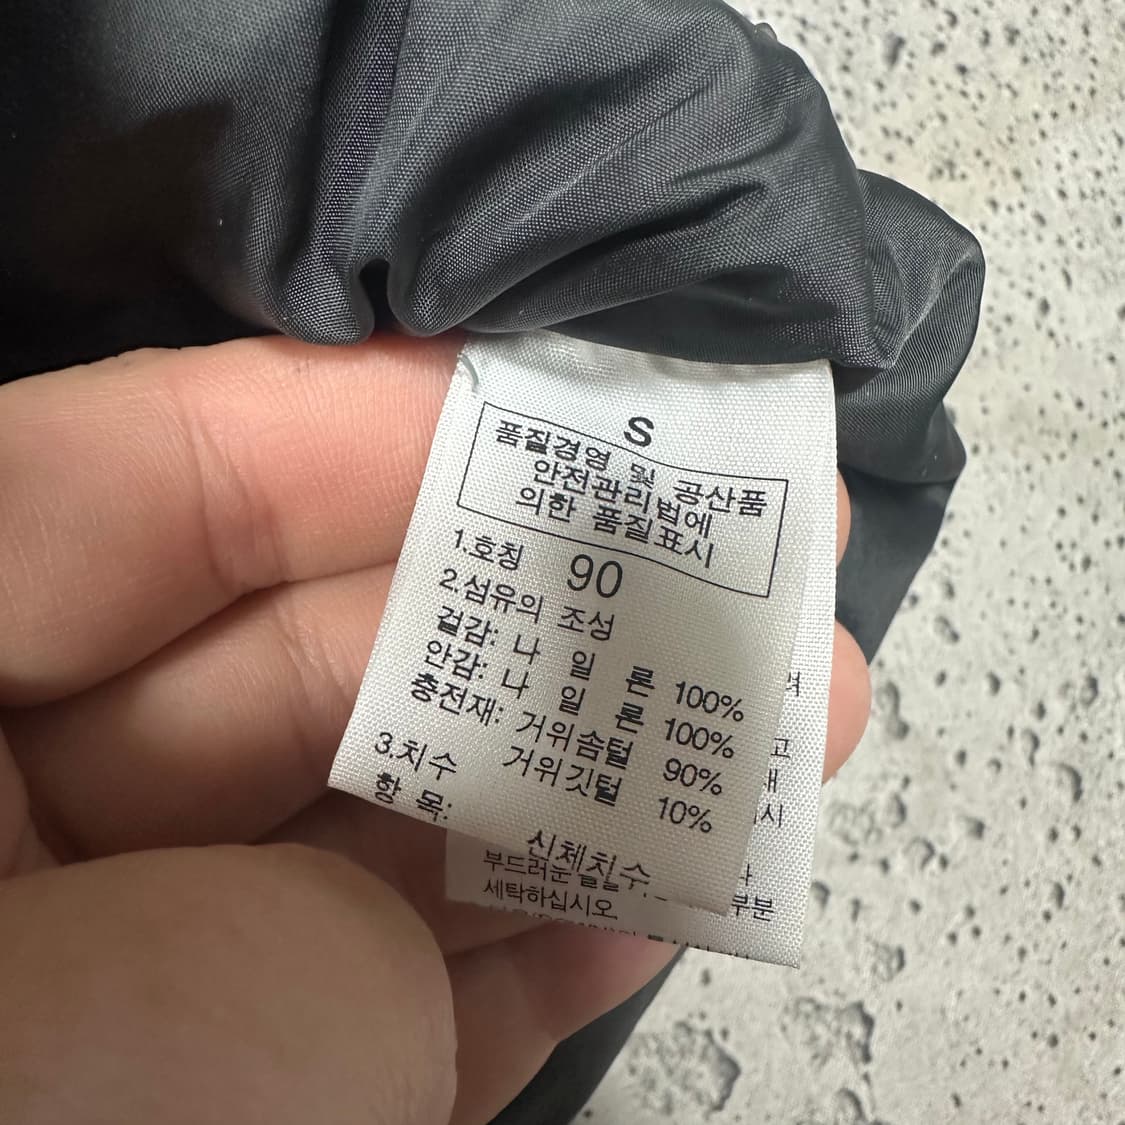 S
품질경영 및 공산품
안전관리법에
의한 품질표시
1.호칭 90
2.섬유의 조성
겉감: 나 일 론 100%
안감: 나 일 론 100%
충전재: 거위솜털 90%
거위깃털 10%
3.치수
항 목:
신체치수
부드러운
부분
세탁하십시오